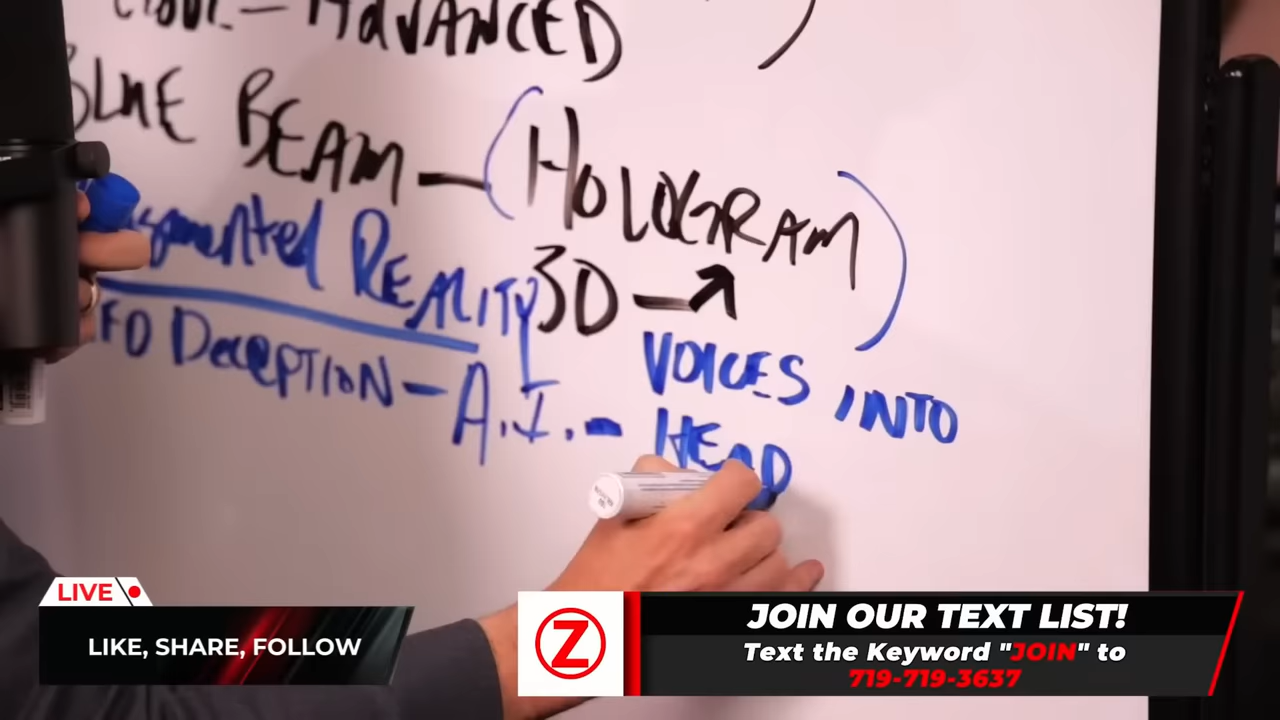 ADVANCED )
BLUE BEAM - (HOLOGRAM)
Augmented REALITY 3D →
FO DECEPTION - A.I. - VOICES INTO
HEAD
LIVE
LIKE, SHARE, FOLLOW
Z
JOIN OUR TEXT LIST!
Text the Keyword "JOIN" to
719-719-3637